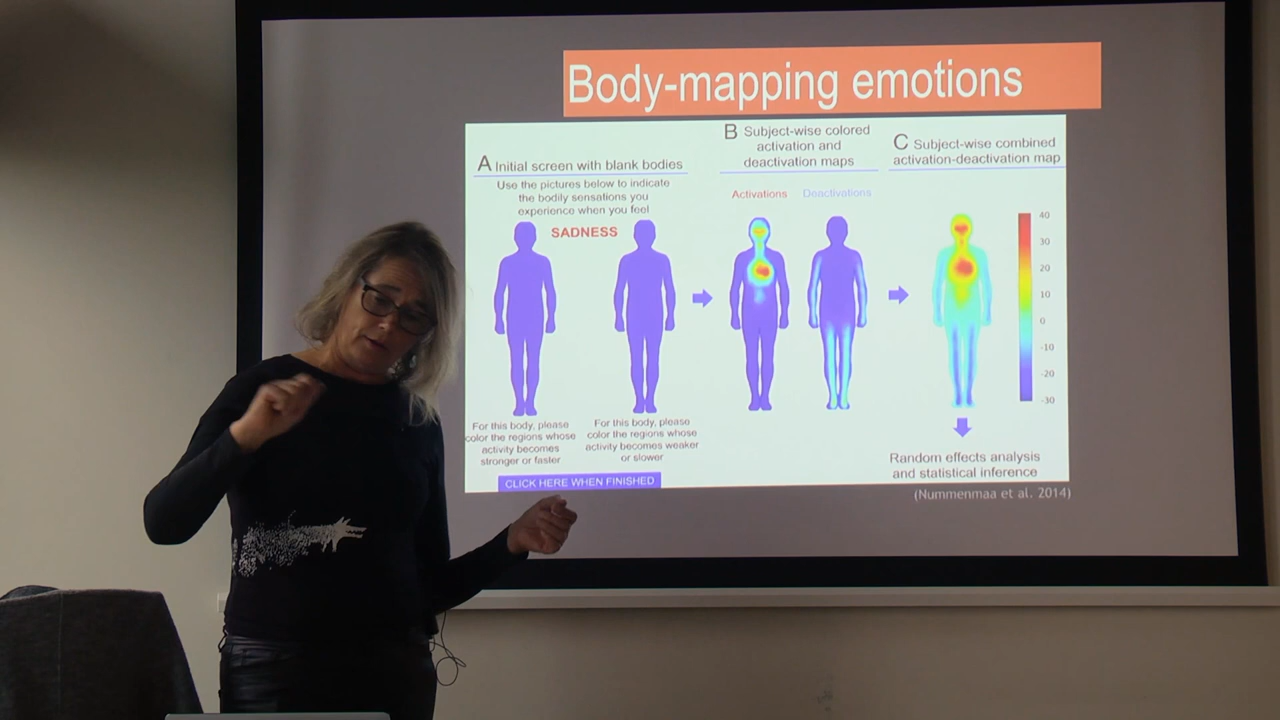 Body-mapping emotions
A Initial screen with blank bodies
Use the pictures below to indicate
the bodily sensations you
experience when you feel
SADNESS
For this body, please
color the regions whose
activity becomes
stronger or faster
For this body, please
color the regions whose
activity becomes weaker
or slower
CLICK HERE WHEN FINISHED
B Subject-wise colored
activation and
deactivation maps
Activations
Deactivations
C Subject-wise combined
activation-deactivation map
40
30
20
10
0
-10
-20
-30
Random effects analysis
and statistical inference
(Nummenmaa et al. 2014)